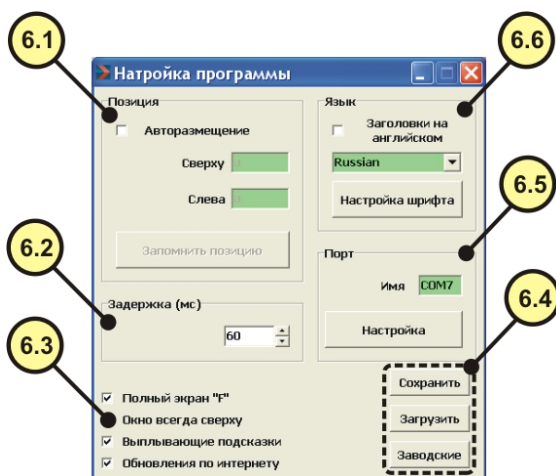 6.1
6.6
Натройка программы
Позиция
Авторазмещение
Сверху
Слева
Запомнить позицию
Язык
Заголовки на
английском
Russian
Настройка шрифта
6.5
Порт
Имя COM7
Настройка
6.2
Задержка (мс)
60
6.3
Полный экран "F"
Окно всегда сверху
Выплывающие подсказки
Обновления по интернету
6.4
Сохранить
Загрузить
Заводские